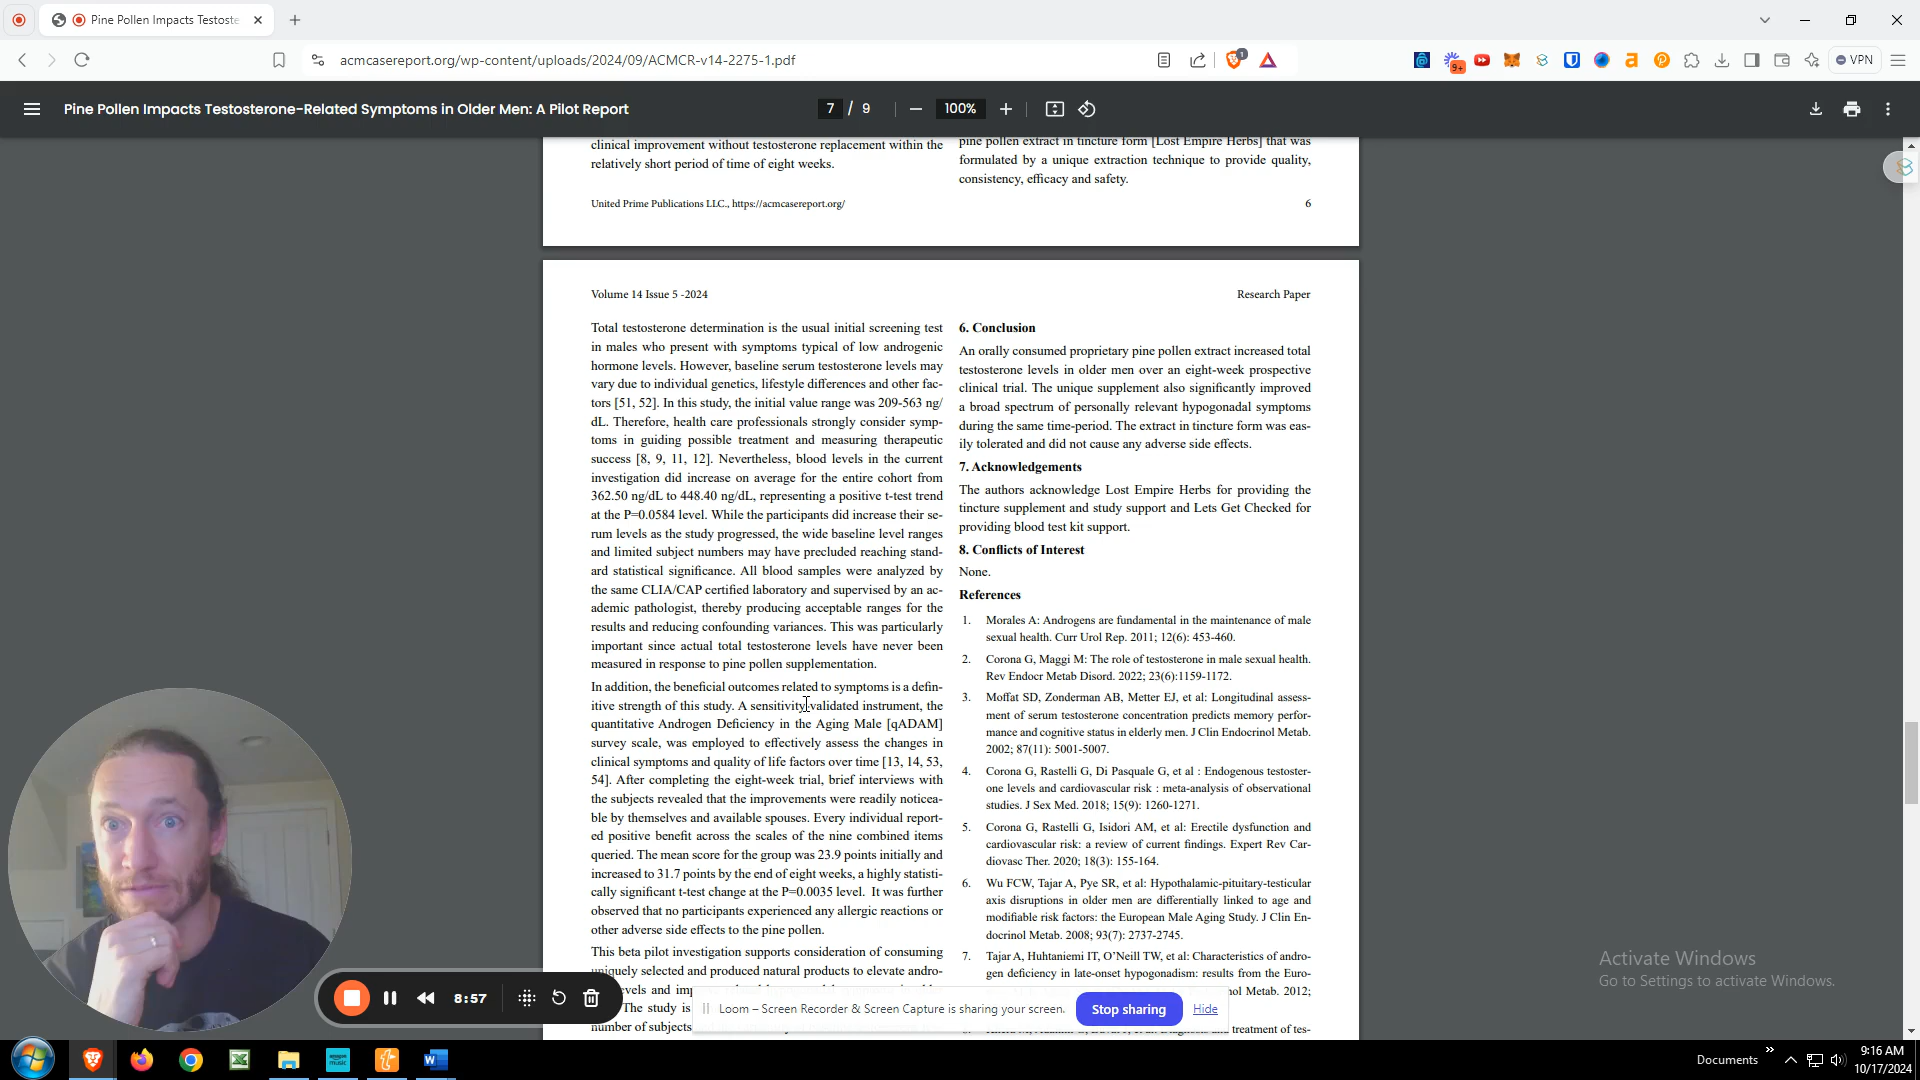 Pine Pollen Impacts Testoste
acmcasereport.org/wp-content/uploads/2024/09/ACMCR-v14-2275-1.pdf
1
9+
VPN
Pine Pollen Impacts Testosterone-Related Symptoms in Older Men: A Pilot Report
7 / 9
100%
clinical improvement without testosterone replacement within the
relatively short period of time of eight weeks.
pine pollen extract in tincture form [Lost Empire Herbs] that was
formulated by a unique extraction technique to provide quality,
consistency, efficacy and safety.
United Prime Publications LLC., https://acmcasereport.org/
6
Volume 14 Issue 5 -2024
Research Paper
Total testosterone determination is the usual initial screening test
in males who present with symptoms typical of low androgenic
hormone levels. However, baseline serum testosterone levels may
vary due to individual genetics, lifestyle differences and other fac-
tors [51, 52]. In this study, the initial value range was 209-563 ng/
dL. Therefore, health care professionals strongly consider symp-
toms in guiding possible treatment and measuring therapeutic
success [8, 9, 11, 12]. Nevertheless, blood levels in the current
investigation did increase on average for the entire cohort from
362.50 ng/dL to 448.40 ng/dL, representing a positive t-test trend
at the P=0.0584 level. While the participants did increase their se-
rum levels as the study progressed, the wide baseline level ranges
and limited subject numbers may have precluded reaching stand-
ard statistical significance. All blood samples were analyzed by
the same CLIA/CAP certified laboratory and supervised by an ac-
ademic pathologist, thereby producing acceptable ranges for the
results and reducing confounding variances. This was particularly
important since actual total testosterone levels have never been
measured in response to pine pollen supplementation.
In addition, the beneficial outcomes related to symptoms is a defin-
itive strength of this study. A sensitivity validated instrument, the
quantitative Androgen Deficiency in the Aging Male [qADAM]
survey scale, was employed to effectively assess the changes in
clinical symptoms and quality of life factors over time [13, 14, 53,
54]. After completing the eight-week trial, brief interviews with
the subjects revealed that the improvements were readily noticea-
ble by themselves and available spouses. Every individual report-
ed positive benefit across the scales of the nine combined items
queried. The mean score for the group was 23.9 points initially and
increased to 31.7 points by the end of eight weeks, a highly statisti-
cally significant t-test change at the P=0.0035 level. It was further
observed that no participants experienced any allergic reactions or
other adverse side effects to the pine pollen.
This beta pilot investigation supports consideration of consuming
uniquely selected and produced natural products to elevate andro-
evels and imp
The study is
number of subjects
6. Conclusion
An orally consumed proprietary pine pollen extract increased total
testosterone levels in older men over an eight-week prospective
clinical trial. The unique supplement also significantly improved
a broad spectrum of personally relevant hypogonadal symptoms
during the same time-period. The extract in tincture form was eas-
ily tolerated and did not cause any adverse side effects.
7. Acknowledgements
The authors acknowledge Lost Empire Herbs for providing the
tincture supplement and study support and Lets Get Checked for
providing blood test kit support.
8. Conflicts of Interest
None.
References
1. Morales A: Androgens are fundamental in the maintenance of male
sexual health. Curr Urol Rep. 2011; 12(6): 453-460.
2. Corona G, Maggi M: The role of testosterone in male sexual health.
Rev Endocr Metab Disord. 2022; 23(6):1159-1172.
3. Moffat SD, Zonderman AB, Metter EJ, et al: Longitudinal assess-
ment of serum testosterone concentration predicts memory perfor-
mance and cognitive status in elderly men. J Clin Endocrinol Metab.
2002; 87(11): 5001-5007.
4. Corona G, Rastelli G, Di Pasquale G, et al : Endogenous testoster-
one levels and cardiovascular risk : meta-analysis of observational
studies. J Sex Med. 2018; 15(9): 1260-1271.
5. Corona G, Rastelli G, Isidori AM, et al: Erectile dysfunction and
cardiovascular risk: a review of current findings. Expert Rev Car-
diovasc Ther. 2020; 18(3): 155-164.
6. Wu FCW, Tajar A, Pye SR, et al: Hypothalamic-pituitary-testicular
axis disruptions in older men are differentially linked to age and
modifiable risk factors: the European Male Aging Study. J Clin En-
docrinol Metab. 2008; 93(7): 2737-2745.
7. Tajar A, Huhtaniemi IT, O'Neill TW, et al: Characteristics of andro-
gen deficiency in late-onset hypogonadism: results from the Euro-
nol Metab. 2012;
treatment of tes-
8:57
Loom – Screen Recorder & Screen Capture is sharing your screen.
Stop sharing
Hide
Activate Windows
Go to Settings to activate Windows.
amazon music
Documents
9:16 AM
10/17/2024